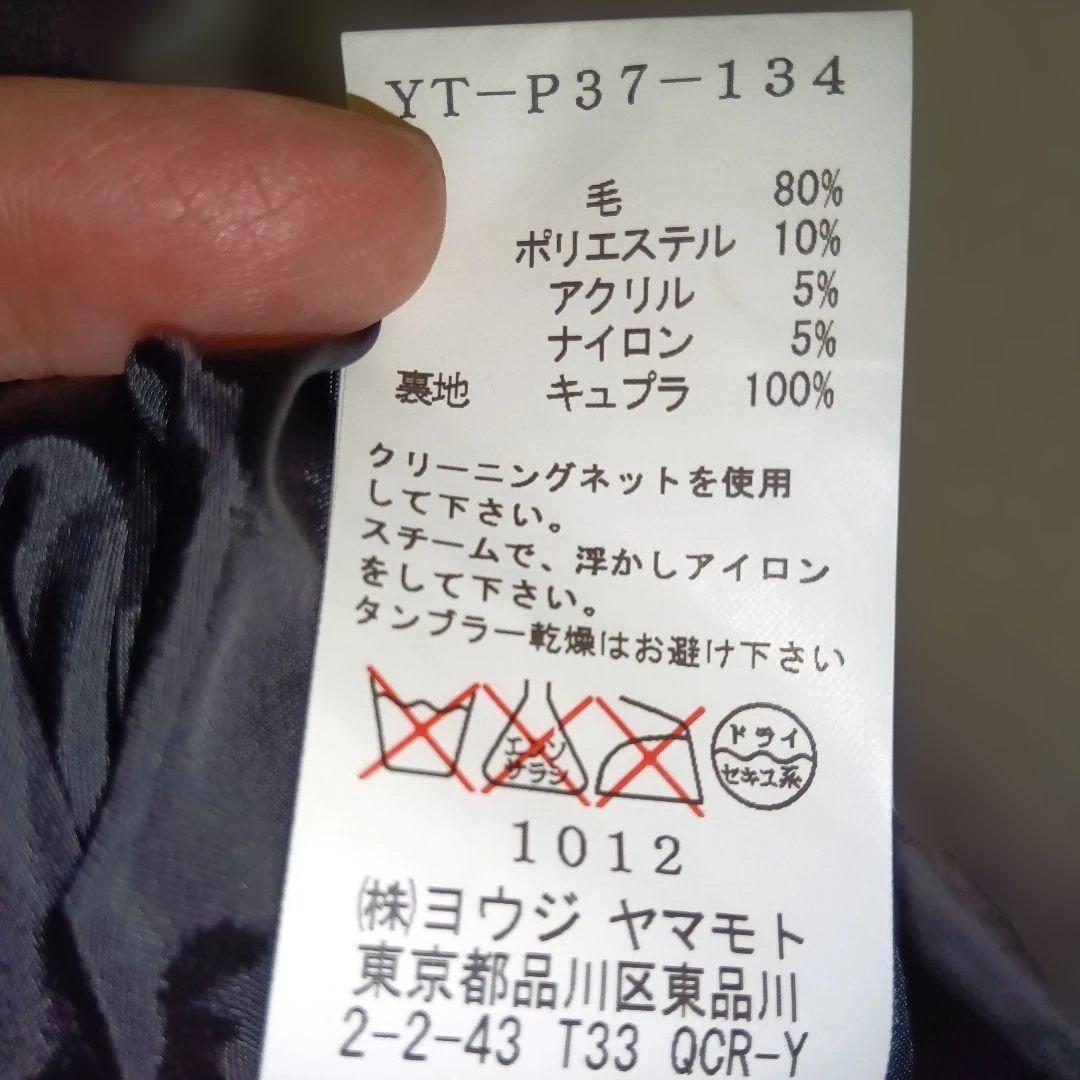 YT-P37-134
毛 80%
ポリエステル 10%
アクリル 5%
ナイロン 5%
裏地 キュプラ 100%
クリーニングネットを使用
して下さい。
スチームで、浮かしアイロン
をして下さい。
タンブラー乾燥はお避け下さい
エンソ
サラシ
ドライ
セキユ系
1012
㈱ヨウジ ヤマモト
東京都品川区東品川
2-2-43 T33 QCR-Y